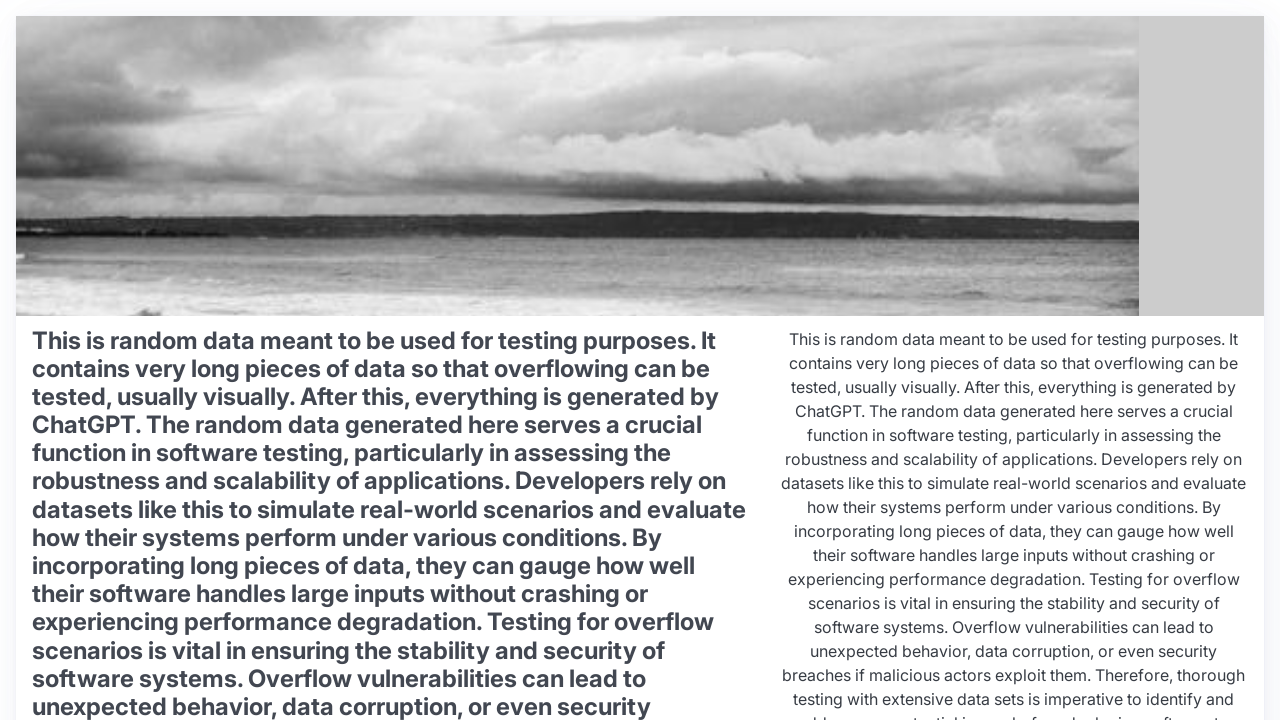 This is random data meant to be used for testing purposes. It
contains very long pieces of data so that overflowing can be
tested, usually visually. After this, everything is generated by
ChatGPT. The random data generated here serves a crucial
function in software testing, particularly in assessing the
robustness and scalability of applications. Developers rely on
datasets like this to simulate real-world scenarios and evaluate
how their systems perform under various conditions. By
incorporating long pieces of data, they can gauge how well
their software handles large inputs without crashing or
experiencing performance degradation. Testing for overflow
scenarios is vital in ensuring the stability and security of
software systems. Overflow vulnerabilities can lead to
unexpected behavior, data corruption, or even security
This is random data meant to be used for testing purposes. It
contains very long pieces of data so that overflowing can be
tested, usually visually. After this, everything is generated by
ChatGPT. The random data generated here serves a crucial
function in software testing, particularly in assessing the
robustness and scalability of applications. Developers rely on
datasets like this to simulate real-world scenarios and evaluate
how their systems perform under various conditions. By
incorporating long pieces of data, they can gauge how well
their software handles large inputs without crashing or
experiencing performance degradation. Testing for overflow
scenarios is vital in ensuring the stability and security of
software systems. Overflow vulnerabilities can lead to
unexpected behavior, data corruption, or even security
breaches if malicious actors exploit them. Therefore, thorough
testing with extensive data sets is imperative to identify and